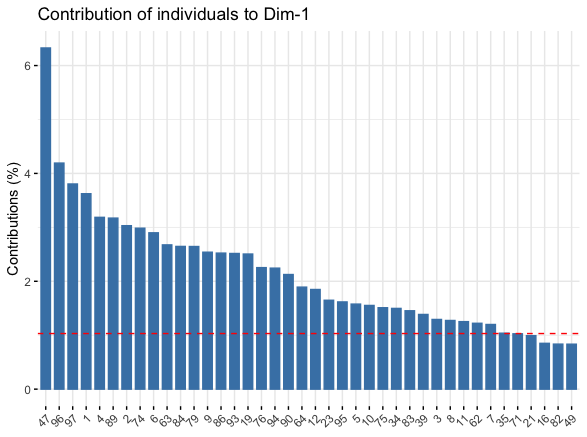 Contribution of individuals to Dim-1
Contributions (%)
6
4
2
0
47 96 97 1 4 89 2 74 6 63 84 79 9 86 93 19 76 94 90 64 12 23 95 5 10 75 34 83 39 3 8 11 62 7 35 71 21 16 82 49